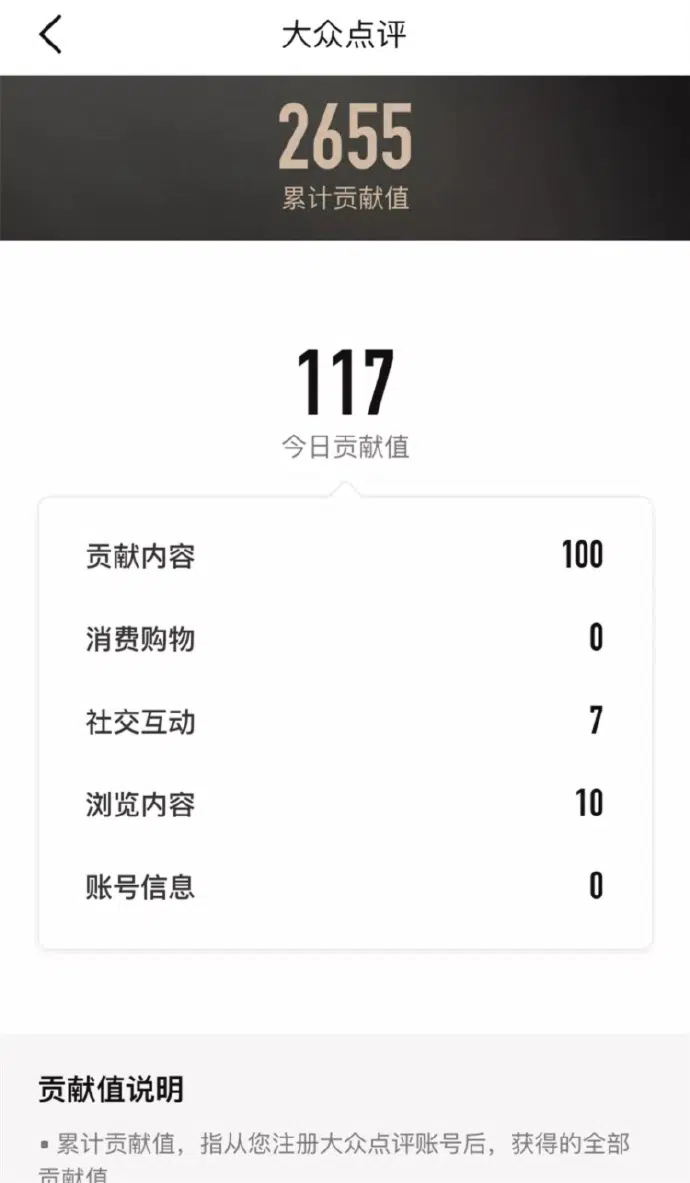 大众点评
2655
累计贡献值
117
今日贡献值
贡献内容 100
消费购物 0
社交互动 7
浏览内容 10
账号信息 0
贡献值说明
▪ 累计贡献值，指从您注册大众点评账号后，获得的全部
贡献值